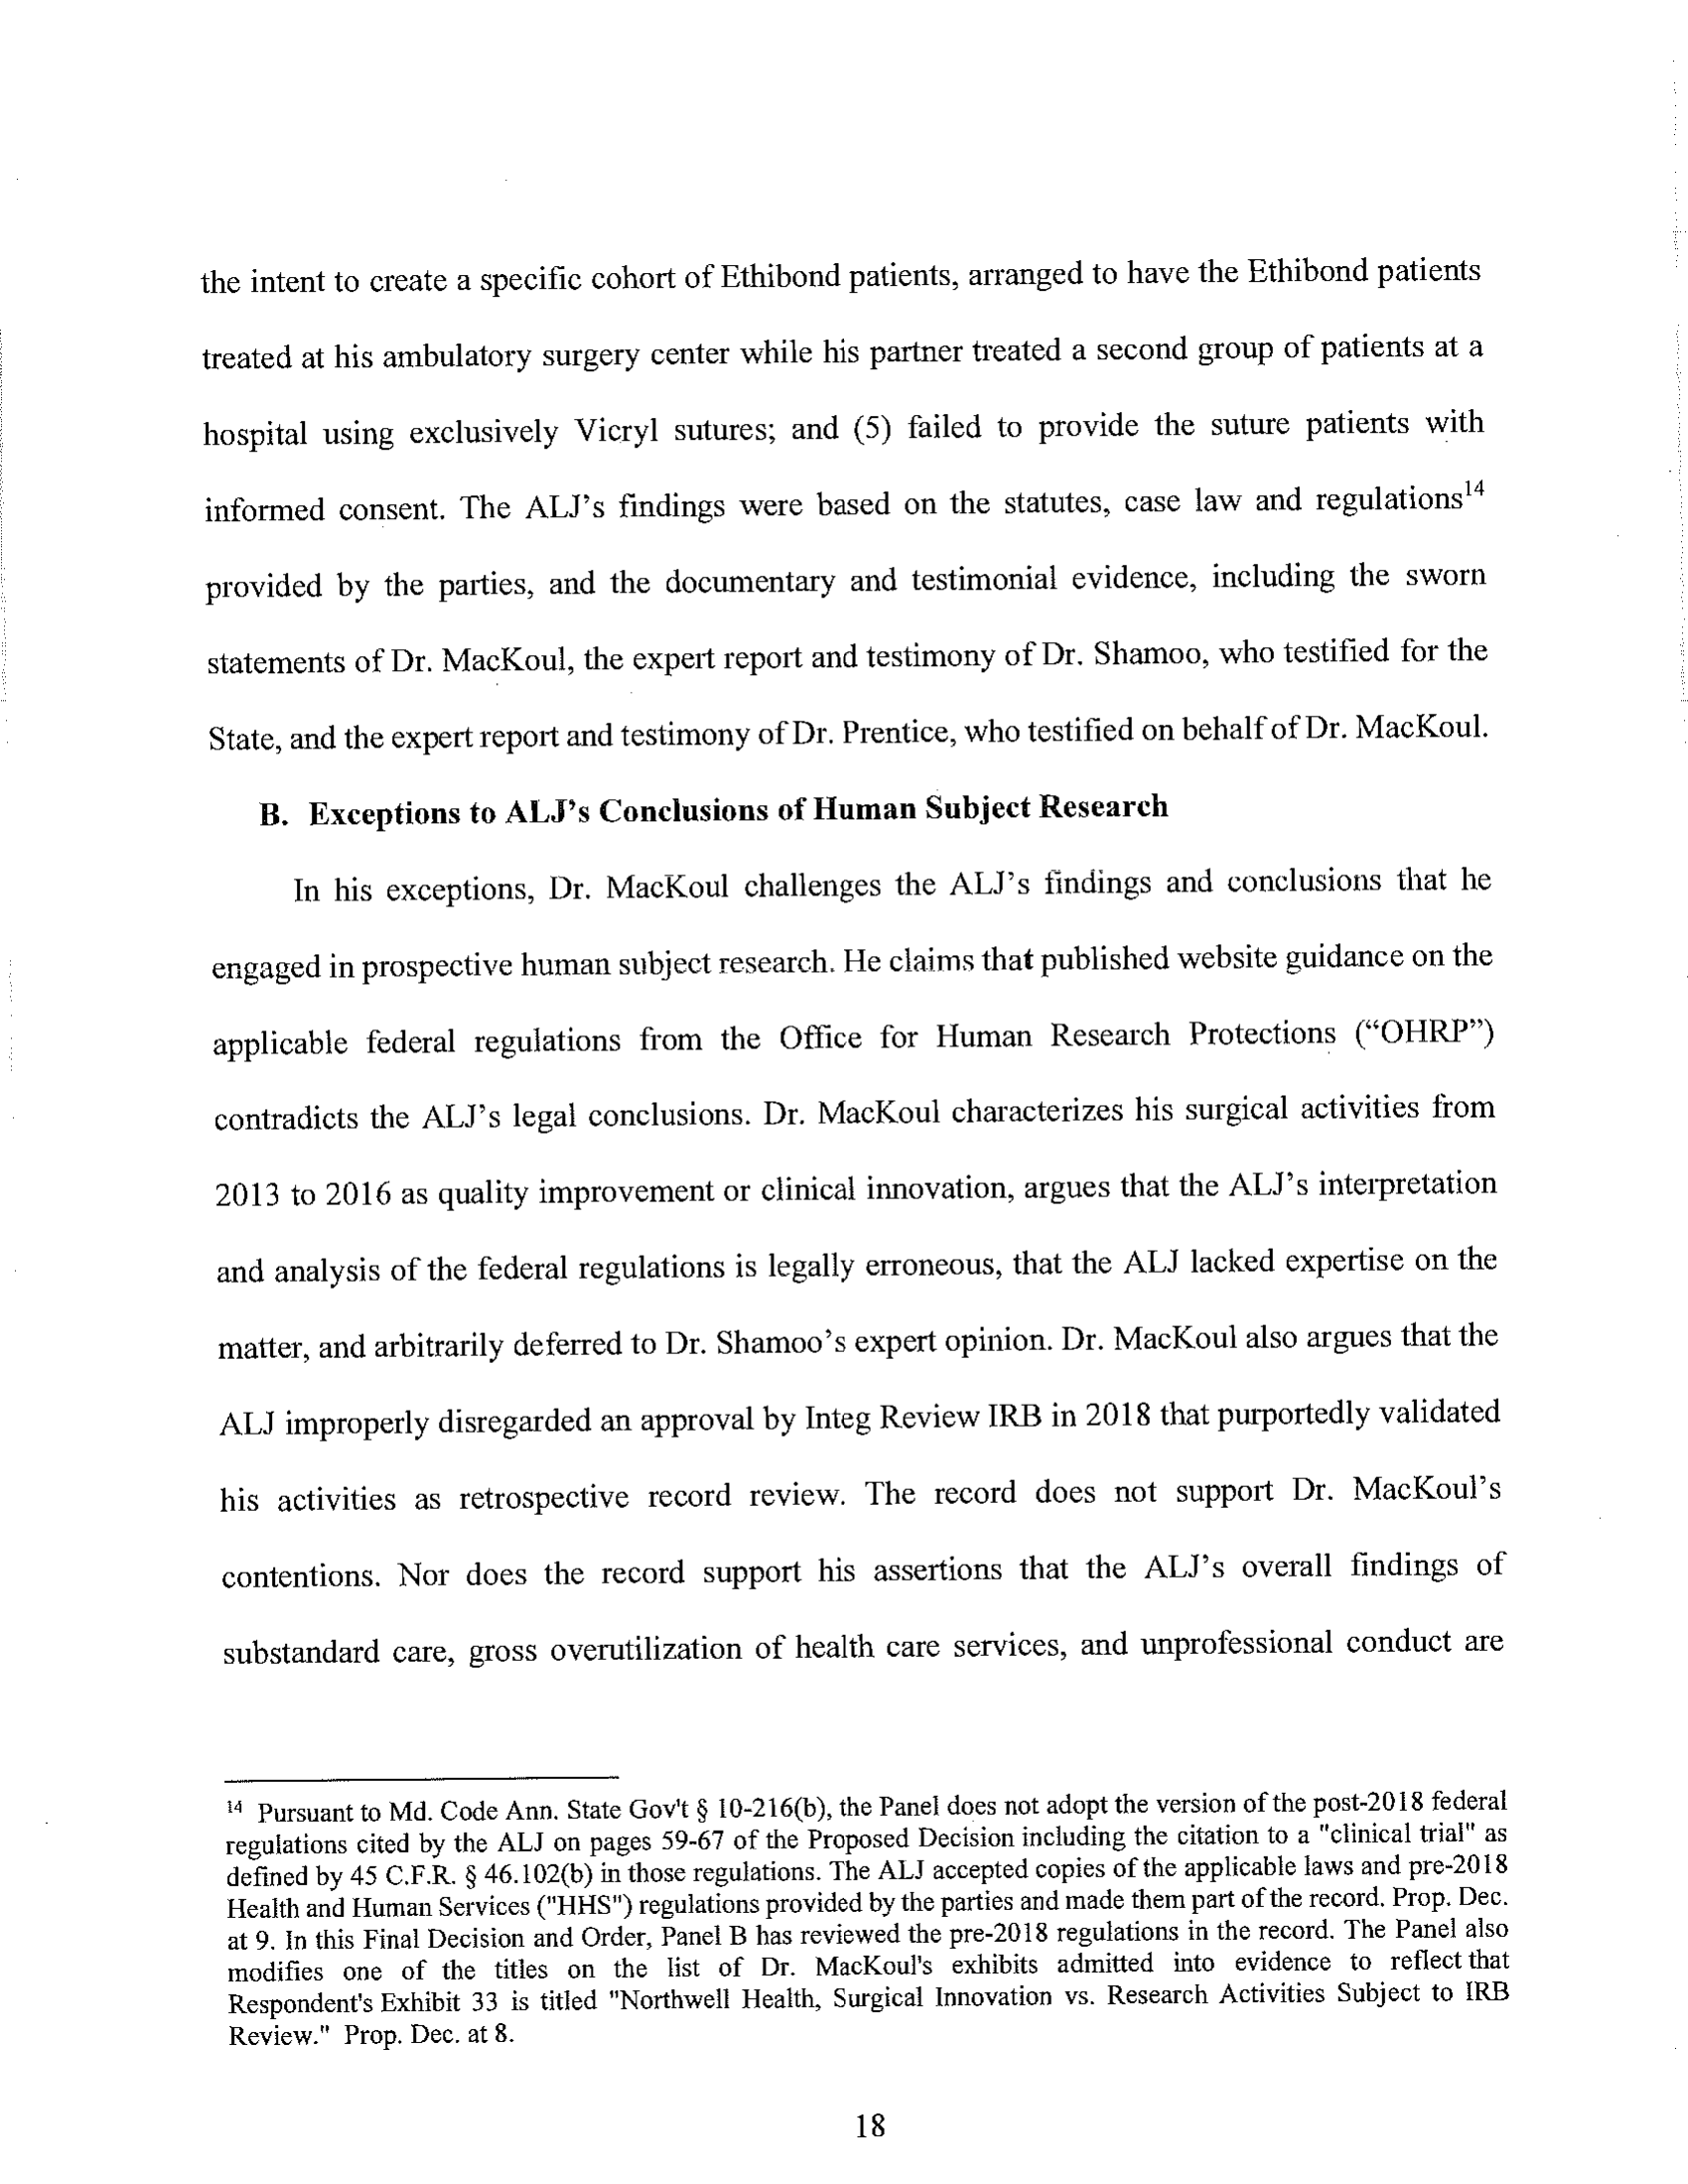 the intent to create a specific cohort of Ethibond patients, arranged to have the Ethibond patients
treated at his ambulatory surgery center while his partner treated a second group of patients at a
hospital using exclusively Vicryl sutures; and (5) failed to provide the suture patients with
informed consent. The ALJ’s findings were based on the statutes, case law and regulations14
provided by the parties, and the documentary and testimonial evidence, including the sworn
statements of Dr. MacKoul, the expert report and testimony of Dr. Shamoo, who testified for the
State, and the expert report and testimony of Dr. Prentice, who testified on behalf of Dr. MacKoul.
B. Exceptions to ALJ’s Conclusions of Human Subject Research
In his exceptions, Dr. MacKoul challenges the ALJ’s findings and conclusions that he
engaged in prospective human subject research. He claims that published website guidance on the
applicable federal regulations from the Office for Human Research Protections (“OHRP”)
contradicts the ALJ’s legal conclusions. Dr. MacKoul characterizes his surgical activities from
2013 to 2016 as quality improvement or clinical innovation, argues that the ALJ’s interpretation
and analysis of the federal regulations is legally erroneous, that the ALJ lacked expertise on the
matter, and arbitrarily deferred to Dr. Shamoo’s expert opinion. Dr. MacKoul also argues that the
ALJ improperly disregarded an approval by Integ Review IRB in 2018 that purportedly validated
his activities as retrospective record review. The record does not support Dr. MacKoul’s
contentions. Nor does the record support his assertions that the ALJ’s overall findings of
substandard care, gross overutilization of health care services, and unprofessional conduct are
14 Pursuant to Md. Code Ann. State Gov't § 10-216(b), the Panel does not adopt the version of the post-2018 federal
regulations cited by the ALJ on pages 59-67 of the Proposed Decision including the citation to a "clinical trial" as
defined by 45 C.F.R. § 46.102(b) in those regulations. The ALJ accepted copies of the applicable laws and pre-2018
Health and Human Services ("HHS") regulations provided by the parties and made them part of the record. Prop. Dec.
at 9. In this Final Decision and Order, Panel B has reviewed the pre-2018 regulations in the record. The Panel also
modifies one of the titles on the list of Dr. MacKoul's exhibits admitted into evidence to reflect that
Respondent's Exhibit 33 is titled "Northwell Health, Surgical Innovation vs. Research Activities Subject to IRB
Review." Prop. Dec. at 8.
18